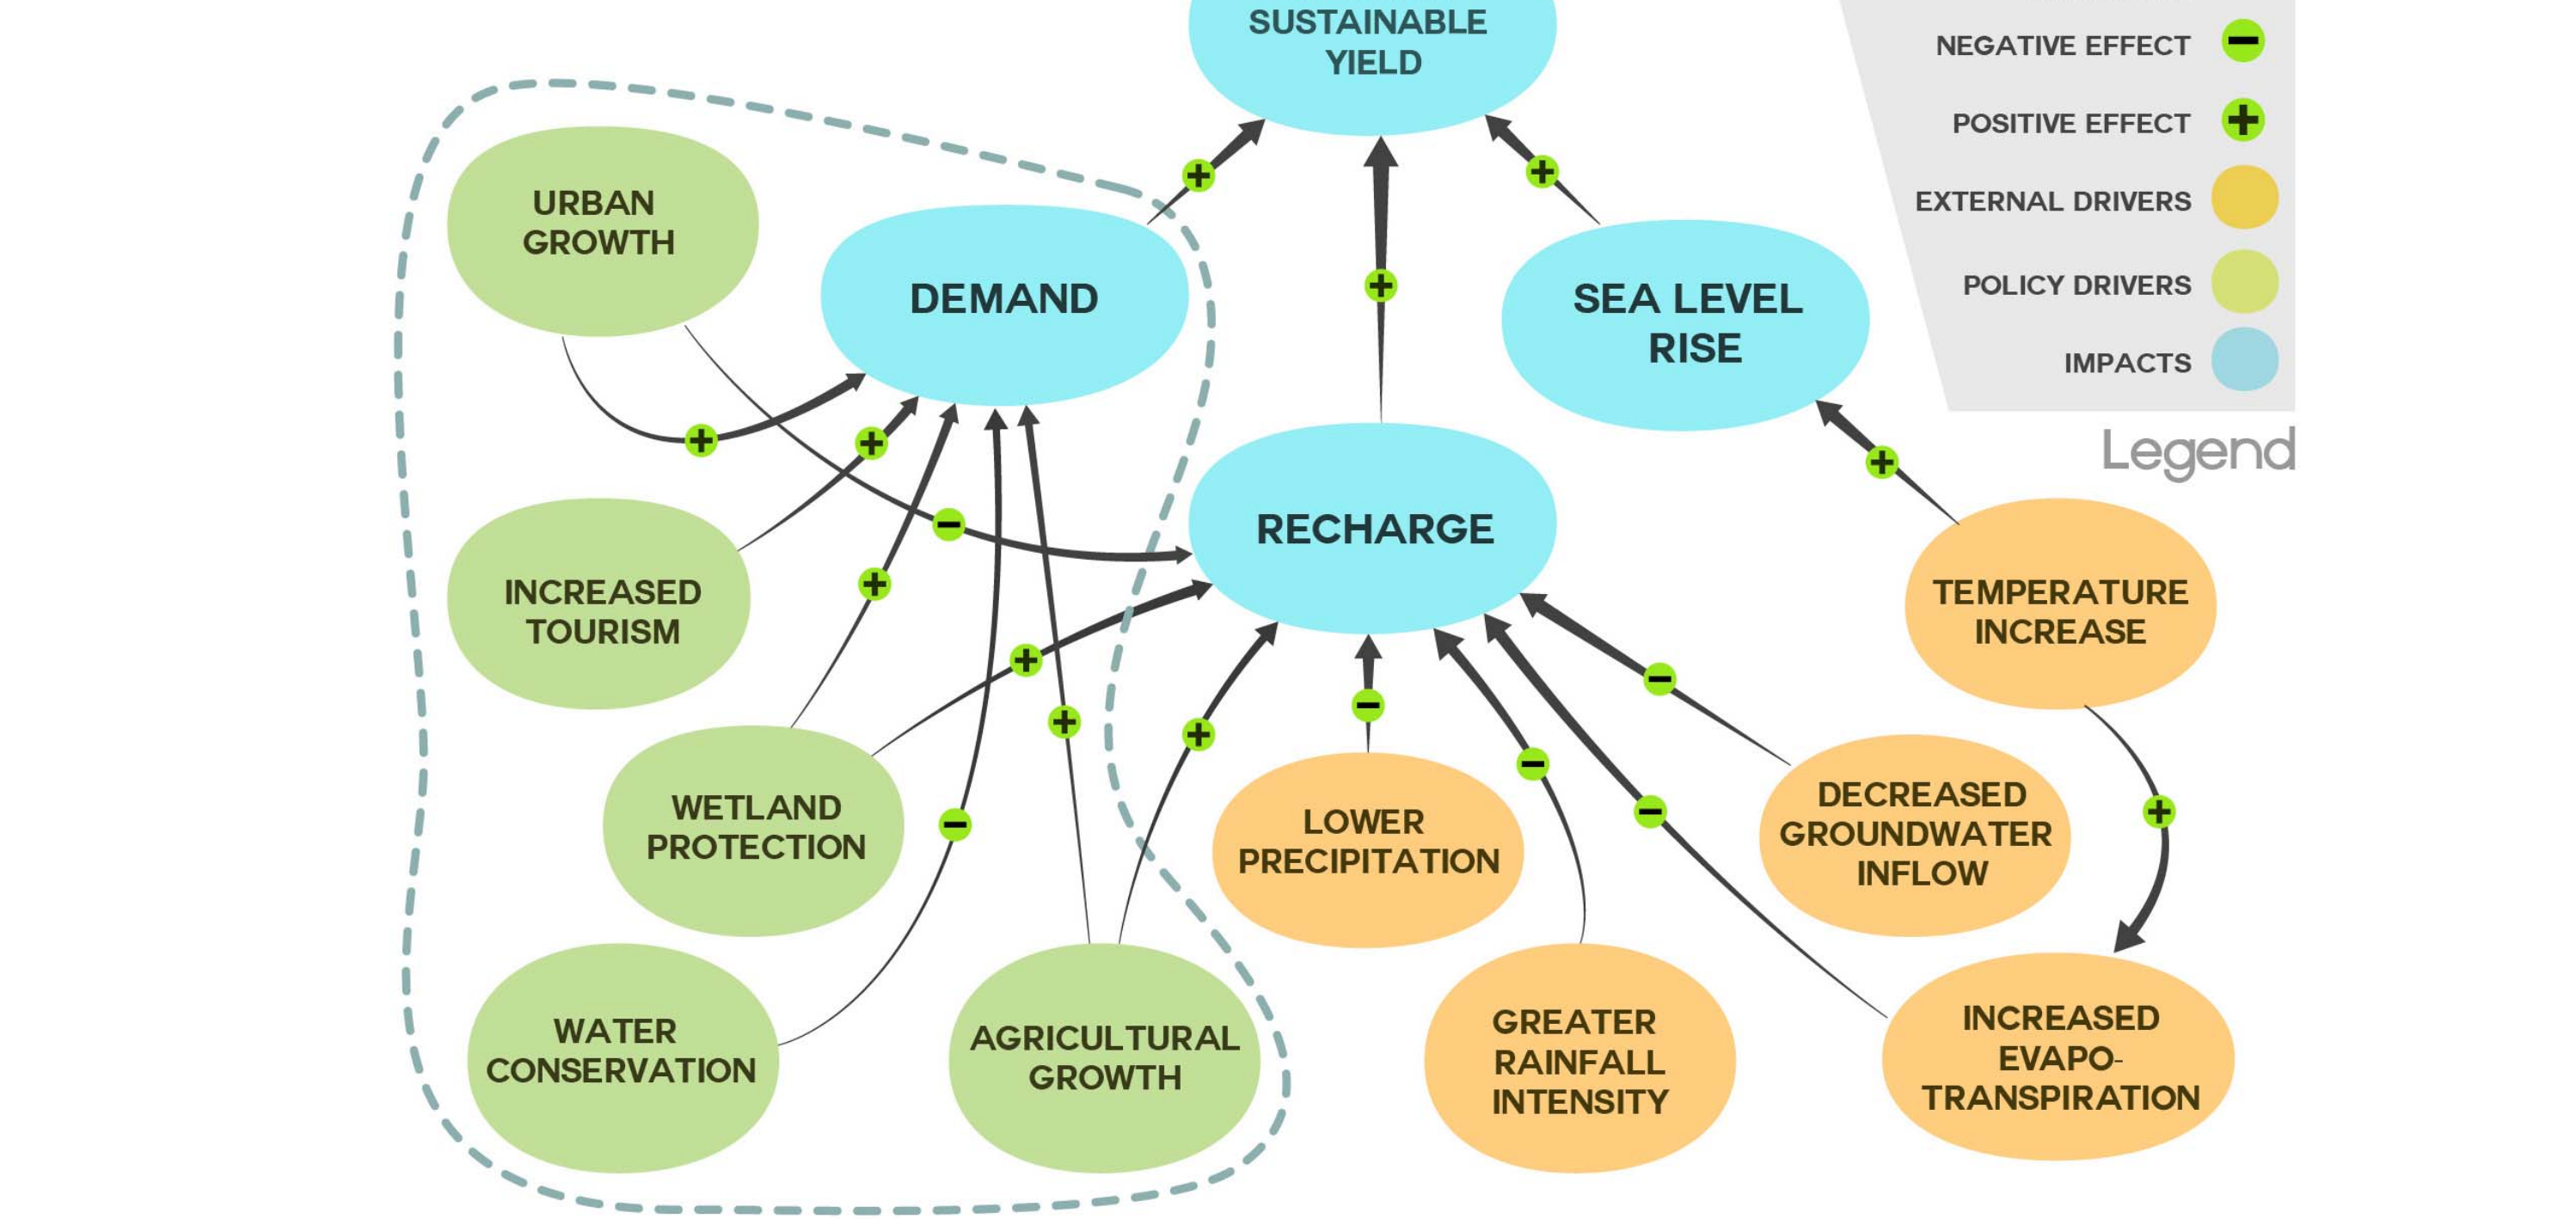 SUSTAINABLE
YIELD
NEGATIVE EFFECT
POSITIVE EFFECT
EXTERNAL DRIVERS
POLICY DRIVERS
IMPACTS
Legend
URBAN
GROWTH
DEMAND
SEA LEVEL
RISE
RECHARGE
INCREASED
TOURISM
TEMPERATURE
INCREASE
WETLAND
PROTECTION
LOWER
PRECIPITATION
DECREASED
GROUNDWATER
INFLOW
WATER
CONSERVATION
AGRICULTURAL
GROWTH
GREATER
RAINFALL
INTENSITY
INCREASED
EVAPO-
TRANSPIRATION